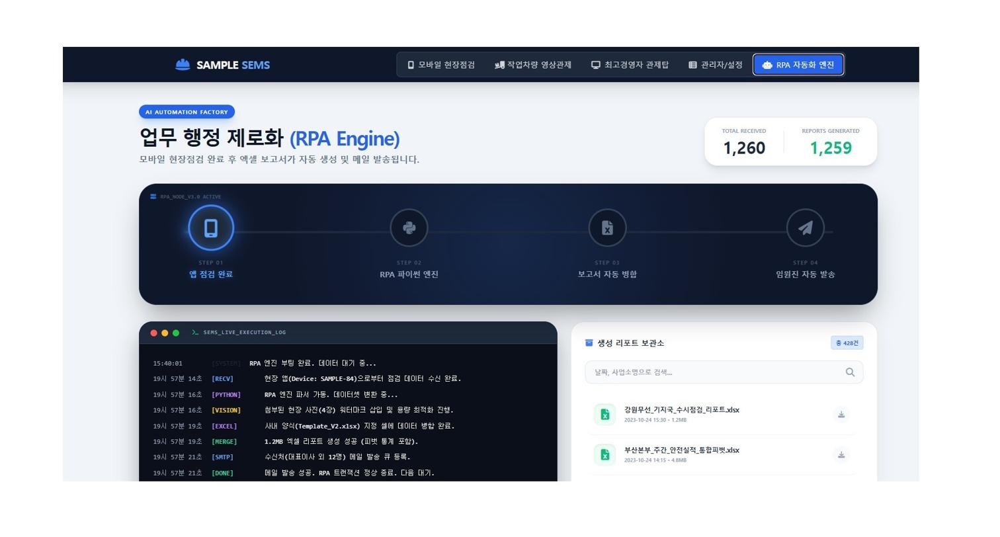 SAMPLE SEMS
모바일 현장점검
작업차량 영상관제
최고경영자 관제탑
관리자/설정
RPA 자동화 엔진
AI AUTOMATION FACTORY
업무 행정 제로화 (RPA Engine)
모바일 현장점검 완료 후 엑셀 보고서가 자동 생성 및 메일 발송됩니다.
TOTAL RECEIVED
1,260
REPORTS GENERATED
1,259
RPA_NODE_V3.0 ACTIVE
STEP 01
앱 점검 완료
STEP 02
RPA 파이썬 엔진
STEP 03
보고서 자동 병합
STEP 04
임원진 자동 발송
SEMS_LIVE_EXECUTION_LOG
15:40:01 [SYSTEM] RPA 엔진 부팅 완료. 데이터 대기 중...
19시 57분 14초 [RECV] 현장 앱(Device: SAMPLE-84)으로부터 점검 데이터 수신 완료.
19시 57분 16초 [PYTHON] RPA 엔진 파서 가동. 데이터셋 변환 중...
19시 57분 16초 [VISION] 첨부된 현장 사진(4장) 워터마크 삽입 및 용량 최적화 진행.
19시 57분 19초 [EXCEL] 사내 양식(Template_V2.xlsx) 지정 셀에 데이터 병합 완료.
19시 57분 19초 [MERGE] 1.2MB 엑셀 리포트 생성 성공 (피벗 통계 포함).
19시 57분 21초 [SMTP] 수신처(대표이사 외 12명) 메일 발송 큐 등록.
19시 57분 21초 [DONE] 메일 발송 성공. RPA 트랜잭션 정상 종료. 다음 대기.
생성 리포트 보관소
총 428건
날짜, 사업소명으로 검색...
강원무선_기지국_수시점검_리포트.xlsx
2023-10-24 15:30 • 1.2MB
부산본부_주간_안전실적_통합피벗.xlsx
2023-10-24 14:15 • 4.8MB